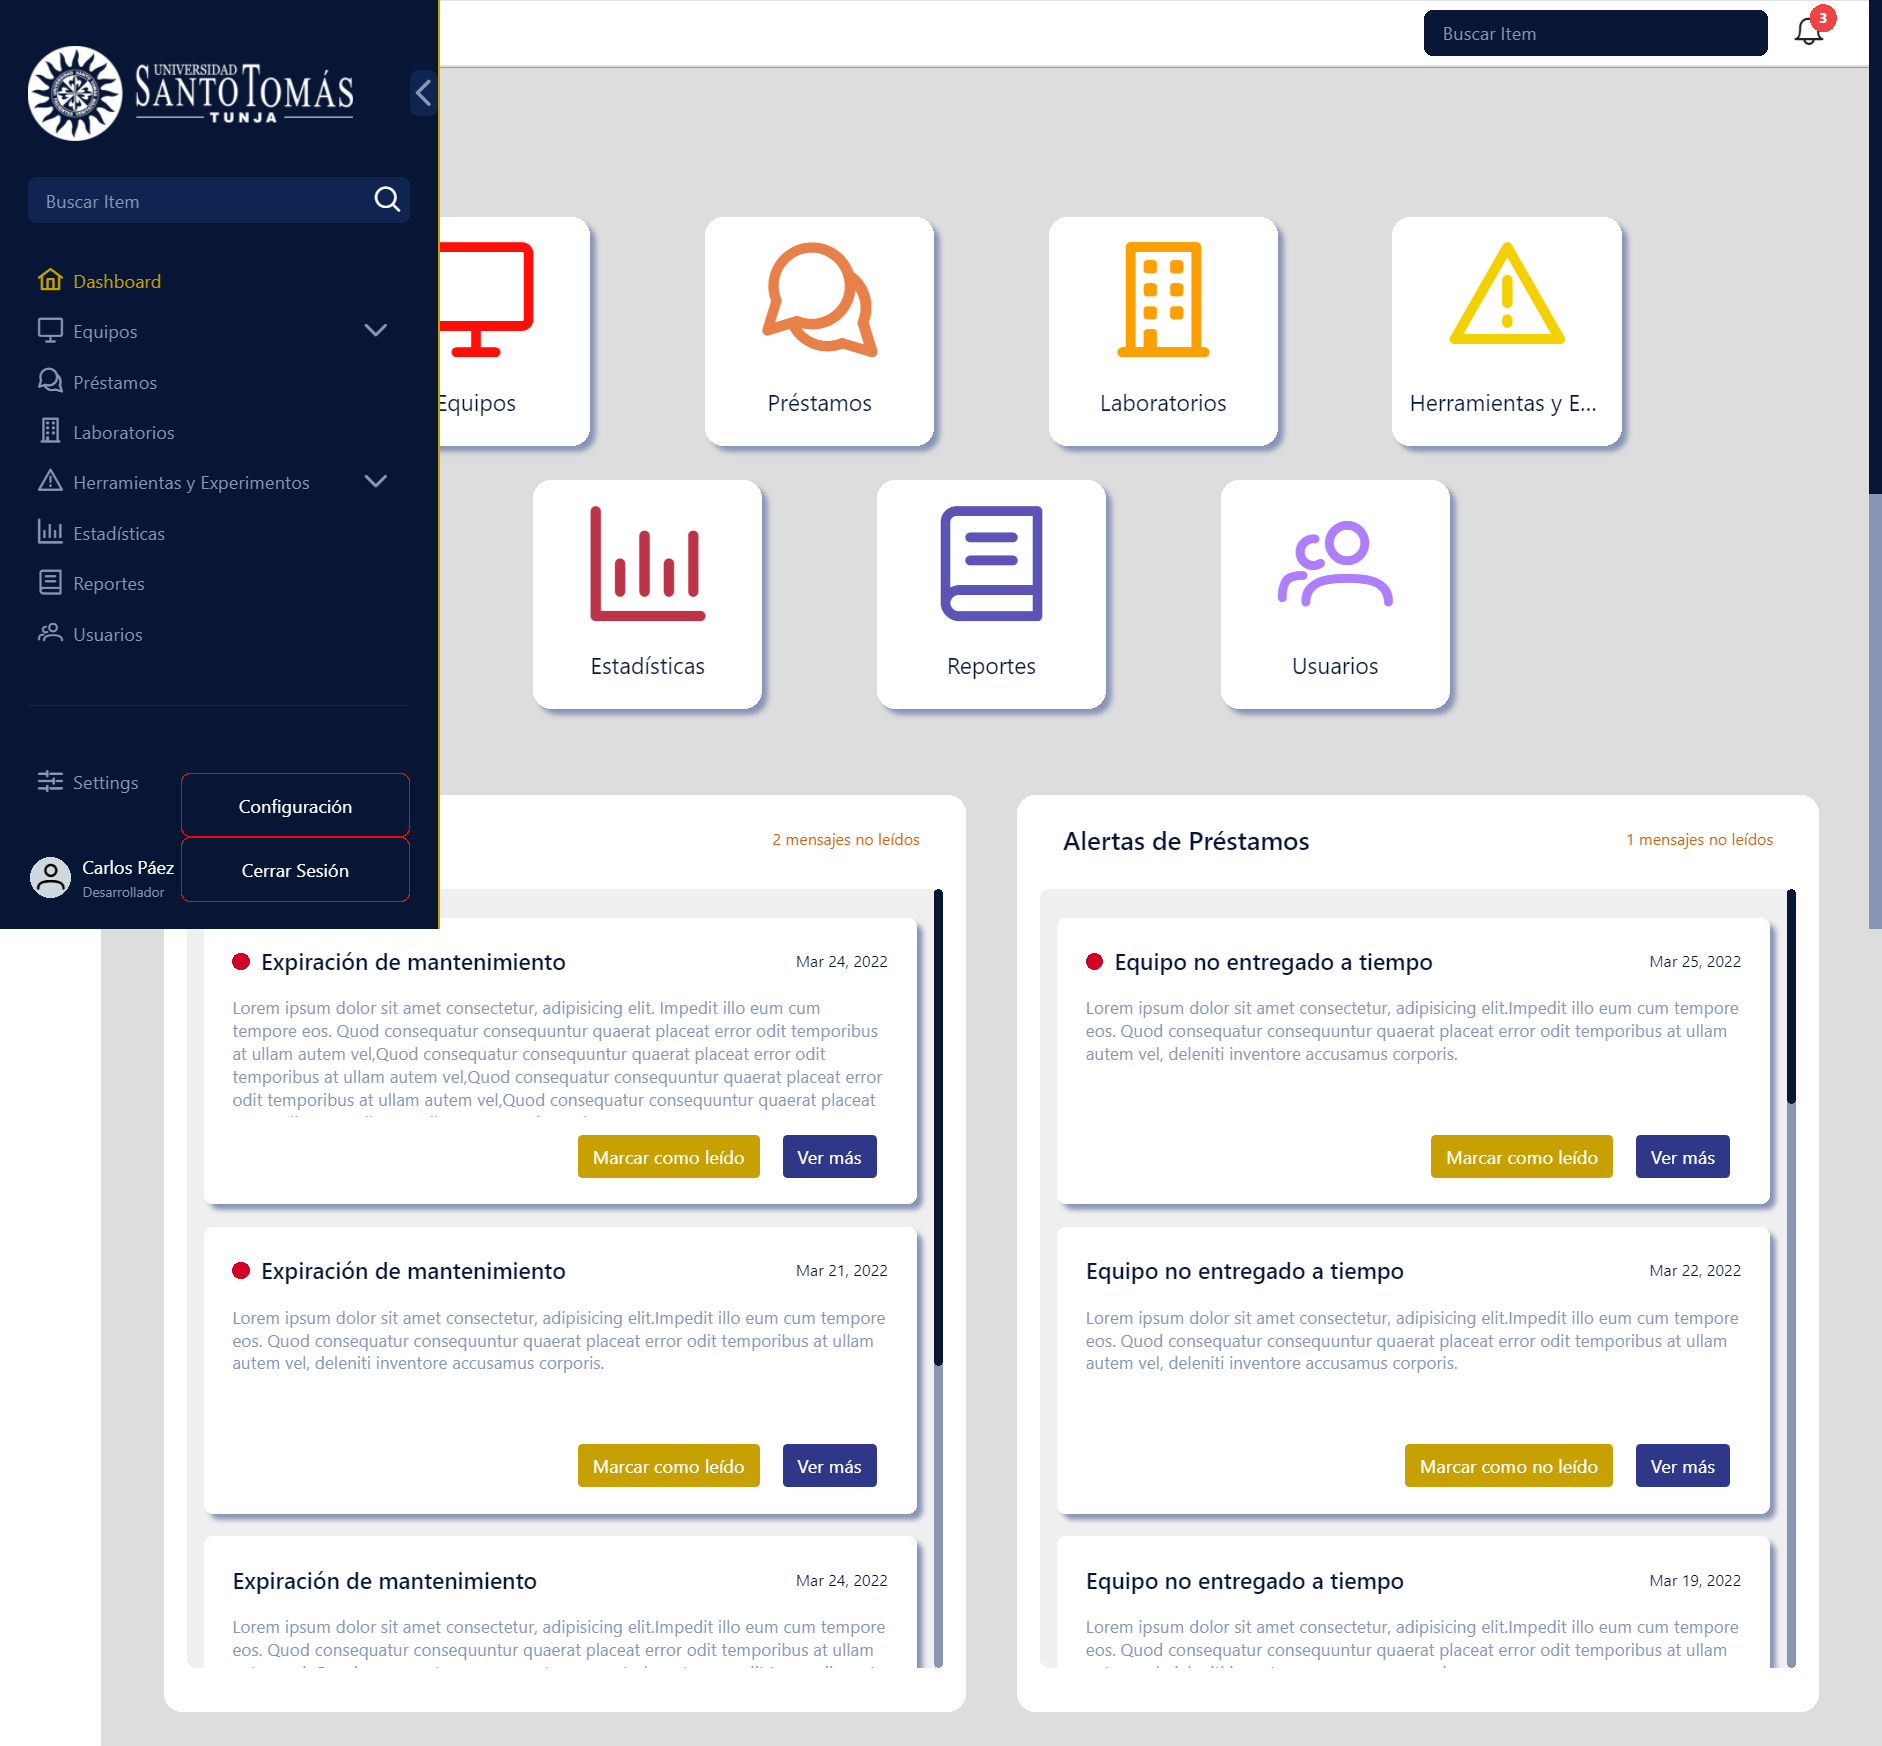 UNIVERSIDAD
SANTOTOMÁS
TUNJA
Buscar Item
Dashboard
Equipos
Préstamos
Laboratorios
Herramientas y Experimentos
Estadísticas
Reportes
Usuarios
Settings
Configuración
Cerrar Sesión
Carlos Páez
Desarrollador
Buscar Item
3
Equipos
Préstamos
Laboratorios
Herramientas y E...
Estadísticas
Reportes
Usuarios
2 mensajes no leídos
Expiración de mantenimiento
Mar 24, 2022
Lorem ipsum dolor sit amet consectetur, adipisicing elit. Impedit illo eum cum
tempore eos. Quod consequatur consequuntur quaerat placeat error odit temporibus
at ullam autem vel,Quod consequatur consequuntur quaerat placeat error odit
temporibus at ullam autem vel,Quod consequatur consequuntur quaerat placeat error
odit temporibus at ullam autem vel,Quod consequatur consequuntur quaerat placeat
Marcar como leído
Ver más
Expiración de mantenimiento
Mar 21, 2022
Lorem ipsum dolor sit amet consectetur, adipisicing elit.Impedit illo eum cum tempore
eos. Quod consequatur consequuntur quaerat placeat error odit temporibus at ullam
autem vel, deleniti inventore accusamus corporis.
Marcar como leído
Ver más
Expiración de mantenimiento
Mar 24, 2022
Lorem ipsum dolor sit amet consectetur, adipisicing elit.Impedit illo eum cum tempore
eos. Quod consequatur consequuntur quaerat placeat error odit temporibus at ullam
Alertas de Préstamos
1 mensajes no leídos
Equipo no entregado a tiempo
Mar 25, 2022
Lorem ipsum dolor sit amet consectetur, adipisicing elit.Impedit illo eum cum tempore
eos. Quod consequatur consequuntur quaerat placeat error odit temporibus at ullam
autem vel, deleniti inventore accusamus corporis.
Marcar como leído
Ver más
Equipo no entregado a tiempo
Mar 22, 2022
Lorem ipsum dolor sit amet consectetur, adipisicing elit.Impedit illo eum cum tempore
eos. Quod consequatur consequuntur quaerat placeat error odit temporibus at ullam
autem vel, deleniti inventore accusamus corporis.
Marcar como no leído
Ver más
Equipo no entregado a tiempo
Mar 19, 2022
Lorem ipsum dolor sit amet consectetur, adipisicing elit.Impedit illo eum cum tempore
eos. Quod consequatur consequuntur quaerat placeat error odit temporibus at ullam